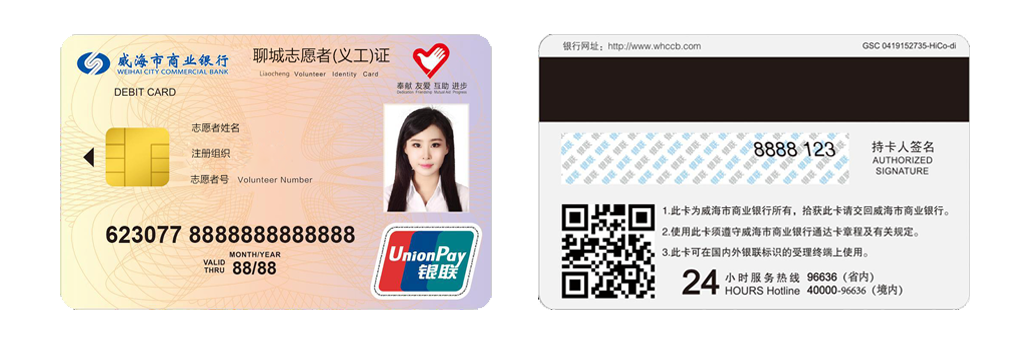 威海市商业银行
WEIHAI CITY COMMERCIAL BANK
DEBIT CARD
聊城志愿者(义工)证
Liaocheng Volunteer Identity Card
奉献 友爱 互助 进步
志愿者姓名
注册组织
志愿者号 Volunteer Number
623077 8888888888888
MONTH/YEAR
VALID THRU 88/88
UnionPay
银联
银行网址：http://www.whccb.com
GSC 0419152735-HiCo-di
8888 123
持卡人签名
AUTHORIZED
SIGNATURE
1.此卡为威海市商业银行所有，拾获此卡请交回威海市商业银行。
2.使用此卡须遵守威海市商业银行通达卡章程及有关规定。
3.此卡可在国内外银联标识的受理终端上使用。
24 小时服务热线 96636（省内）
HOURS Hotline 40000-96636（境内）